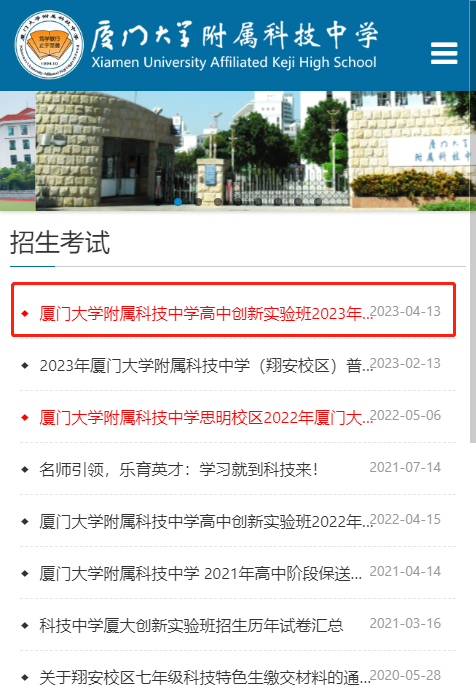 厦门大学附属科技中学
Xiamen University Affiliated Keji High School
招生考试
厦门大学附属科技中学高中创新实验班2023年... 2023-04-13
2023年厦门大学附属科技中学（翔安校区）普... 2023-02-13
厦门大学附属科技中学思明校区2022年厦门大... 2022-05-06
名师引领，乐育英才：学习就到科技来！ 2021-07-14
厦门大学附属科技中学高中创新实验班2022年... 2022-04-15
厦门大学附属科技中学 2021年高中阶段保送... 2021-04-14
科技中学厦大创新实验班招生历年试卷汇总 2021-03-16
关于翔安校区七年级科技特色生缴交材料的通... 2020-05-28